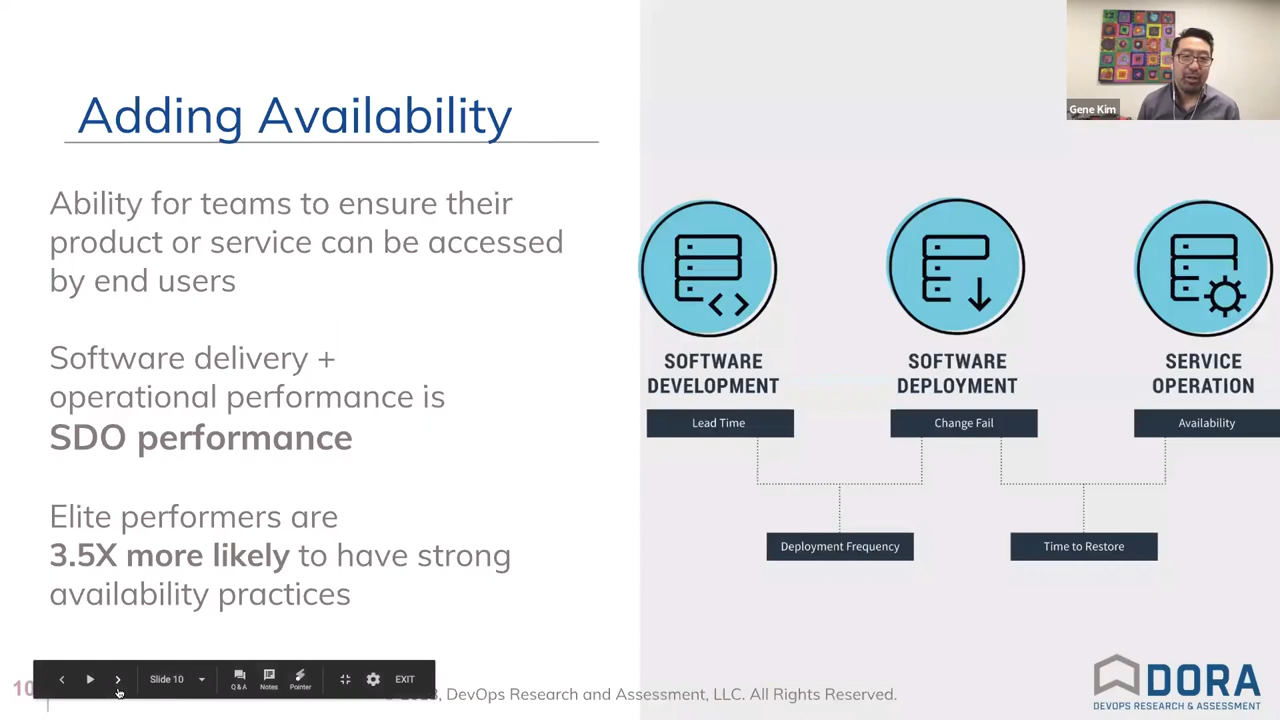 Adding Availability
Ability for teams to ensure their
product or service can be accessed
by end users
Software delivery +
operational performance is
SDO performance
Elite performers are
3.5X more likely to have strong
availability practices
Gene Kim
SOFTWARE
DEVELOPMENT
Lead Time
SOFTWARE
DEPLOYMENT
Change Fail
SERVICE
OPERATION
Availability
Deployment Frequency
Time to Restore
10
Slide 10
Q & A
Notes
Pointer
EXIT
DevOps Research and Assessment, LLC. All Rights Reserved.
DORA
DEVOPS RESEARCH & ASSESSMENT